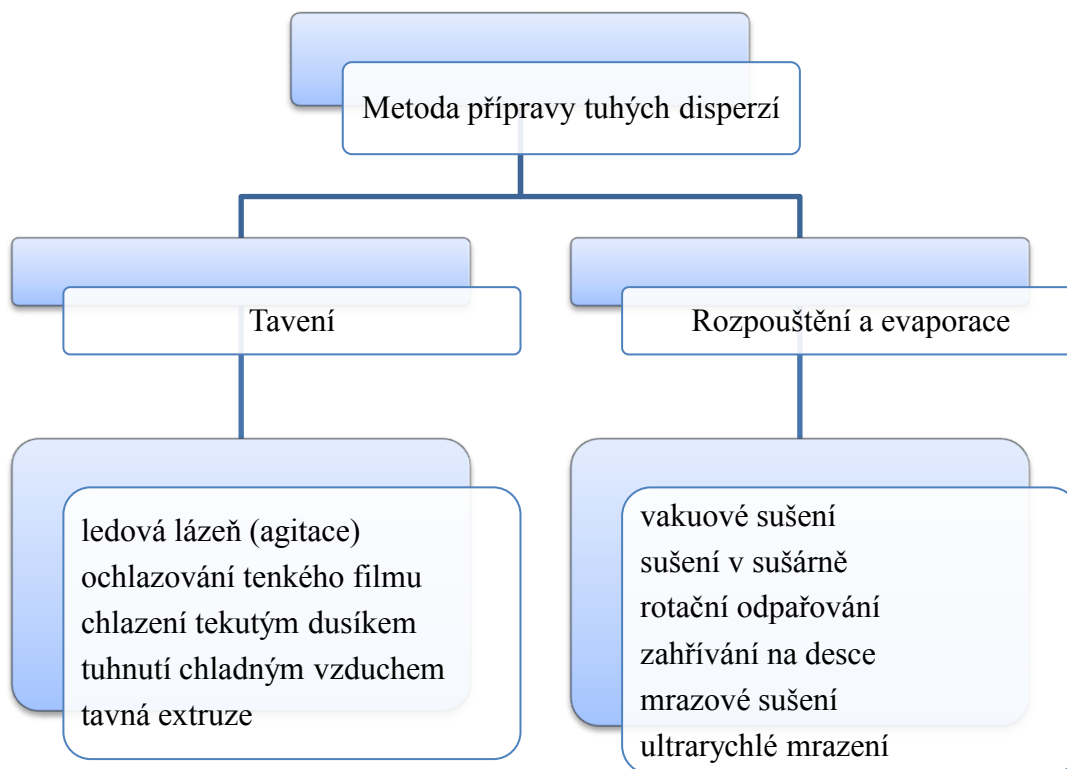 Metoda přípravy tuhých disperzí
Tavení
Rozpouštění a evaporace
ledová lázeň (agitace)
ochlazování tenkého filmu
chlazení tekutým dusíkem
tuhnutí chladným vzduchem
tavná extruze
vakuové sušení
sušení v sušárně
rotační odpařování
zahřívání na desce
mrazové sušení
ultrarychlé mrazení